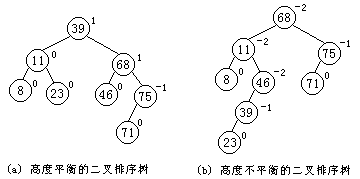 39 1
11 0 68 1
8 0 23 0 46 0 75 -1
71 0
(a) 高度平衡的二叉排序树
68 -2
11 -2 75 -1
8 0 46 -2 71 0
39 -1
23 0
(b) 高度不平衡的二叉排序树